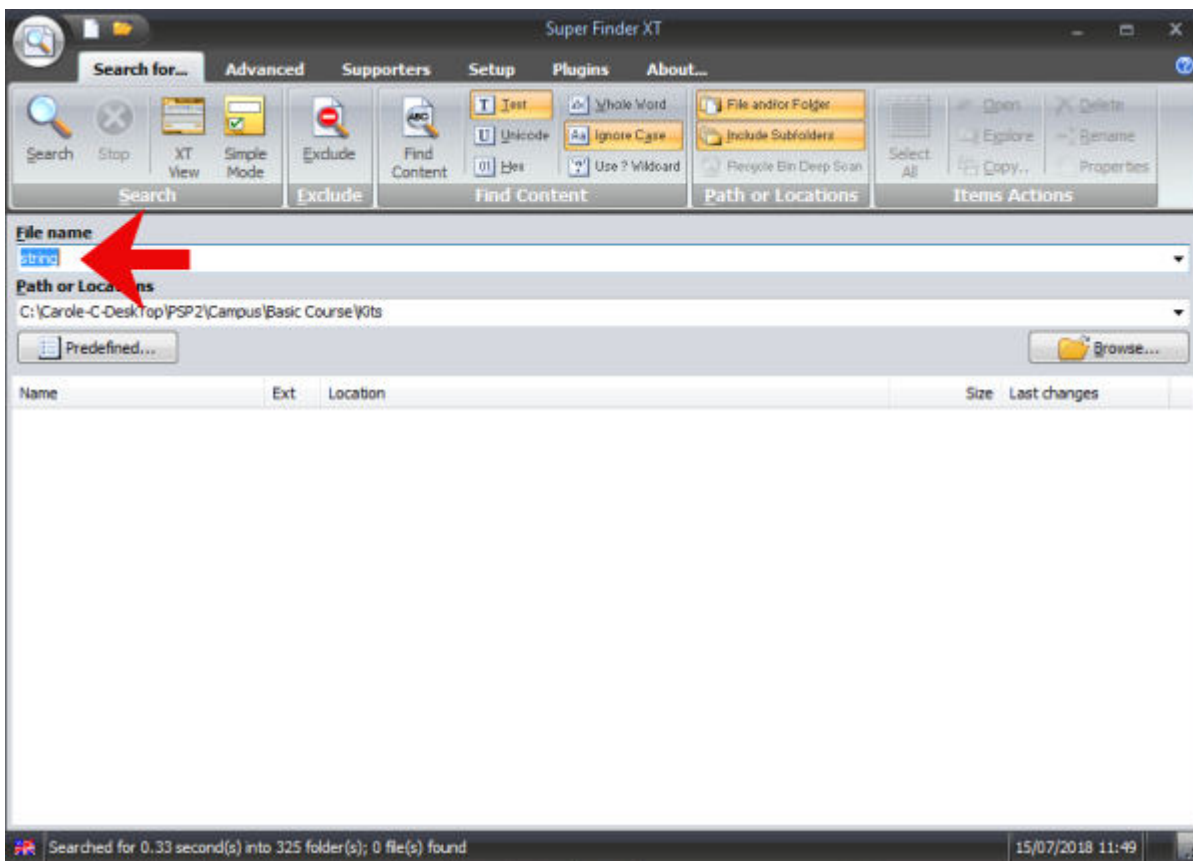 Super Finder XT
Search for... Advanced Supporters Setup Plugins About...
Search Stop XT View Simple Mode Exclude Find Content Text Unicode Hex Whole Word Ignore Case Use ? Wildcard File and/or Folder Include Subfolders Recycle Bin Deep Scan Select All Open Explore Copy.. Delete Rename Properties
Search Exclude Find Content Path or Locations Items Actions
File name
string
Path or Locations
C:\Carole-C-DeskTop\PSP2\Campus\Basic Course\Kits
Predefined... Browse...
Name Ext Location Size Last changes
Searched for 0.33 second(s) into 325 folder(s); 0 file(s) found 15/07/2018 11:49